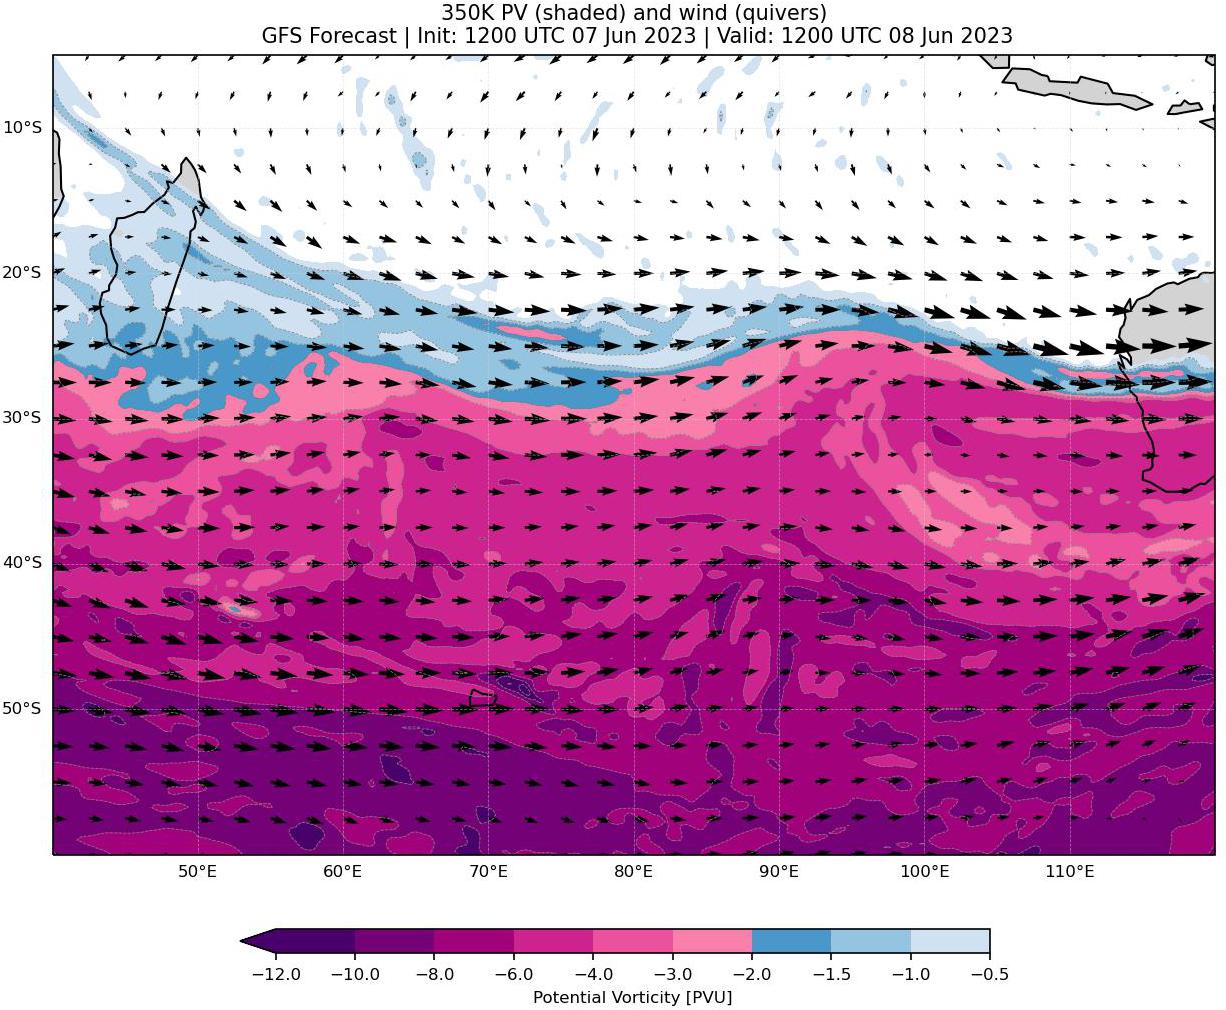 350K PV (shaded) and wind (quivers)
GFS Forecast | Init: 1200 UTC 07 Jun 2023 | Valid: 1200 UTC 08 Jun 2023
10°S
20°S
30°S
40°S
50°S
50°E 60°E 70°E 80°E 90°E 100°E 110°E
−12.0 −10.0 −8.0 −6.0 −4.0 −3.0 −2.0 −1.5 −1.0 −0.5
Potential Vorticity [PVU]